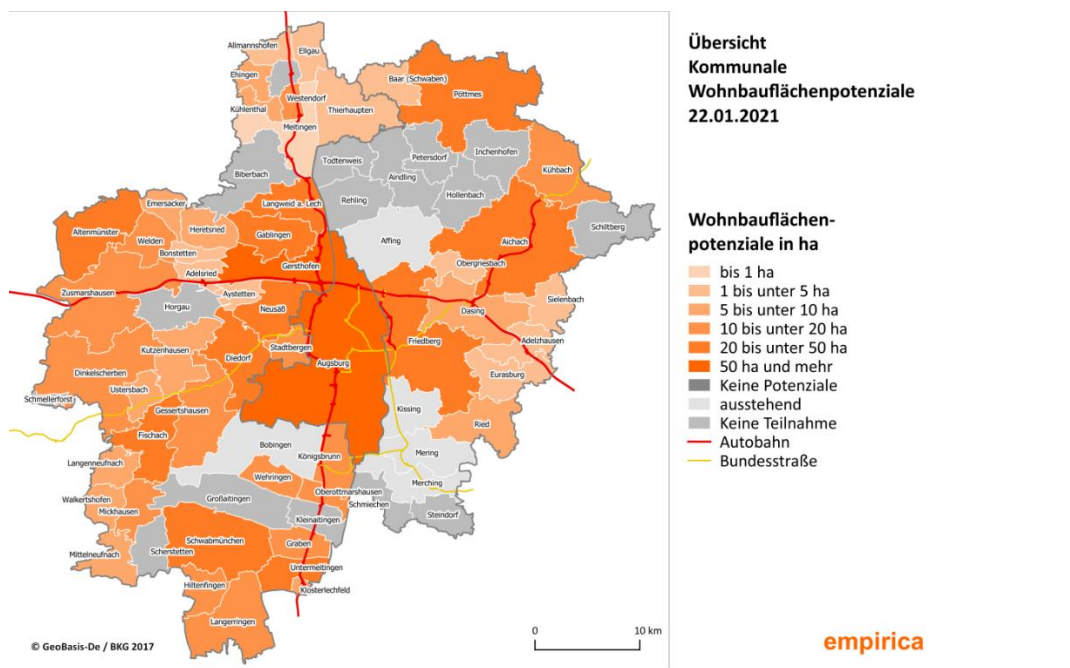 Übersicht
Kommunale
Wohnbauflächenpotenziale
22.01.2021
Wohnbauflächen-
potenziale in ha
bis 1 ha
1 bis unter 5 ha
5 bis unter 10 ha
10 bis unter 20 ha
20 bis unter 50 ha
50 ha und mehr
Keine Potenziale
ausstehend
Keine Teilnahme
Autobahn
Bundesstraße
Allmannshofen
Ellgau
Ehingen
Baar (Schwaben)
Pöttmes
Westendorf
Kühlenthal
Thierhaupten
Meitingen
Petersdorf
Inchenhofen
Todtenweis
Aindling
Kühbach
Biberbach
Rehling
Hollenbach
Emersacker
Langweid a. Lech
Schiltberg
Altenmünster
Heretsried
Gablingen
Welden
Affing
Aichach
Bonstetten
Obergriesbach
Adelsried
Gersthofen
Zusmarshausen
Aystetten
Sielenbach
Horgau
Neusäß
Dasing
Kutzenhausen
Stadtbergen
Friedberg
Adelzhausen
Diedorf
Augsburg
Dinkelscherben
Eurasburg
Ustersbach
Schmellerforst
Gessertshausen
Kissing
Ried
Fischach
Bobingen
Mering
Langenneufnach
Königsbrunn
Wehringen
Merching
Walkertshofen
Großaitingen
Oberottmarshausen
Schmiechen
Mickhausen
Kleinaitingen
Steindorf
Schwabmünchen
Graben
Mittelneufnach
Scherstetten
Untermeitingen
Hiltenfingen
Klosterlechfeld
Langerringen
© GeoBasis-De / BKG 2017
0
10 km
empirica